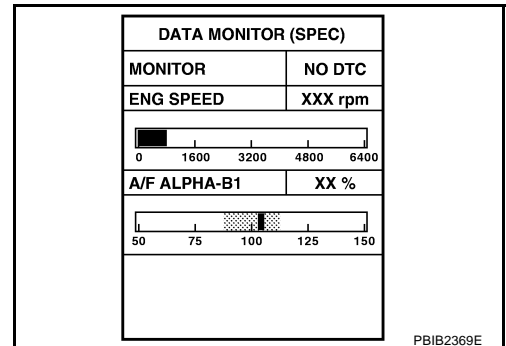 DATA MONITOR (SPEC)
MONITOR NO DTC
ENG SPEED XXX rpm
0 1600 3200 4800 6400
A/F ALPHA-B1 XX %
50 75 100 125 150
PBIB2369E